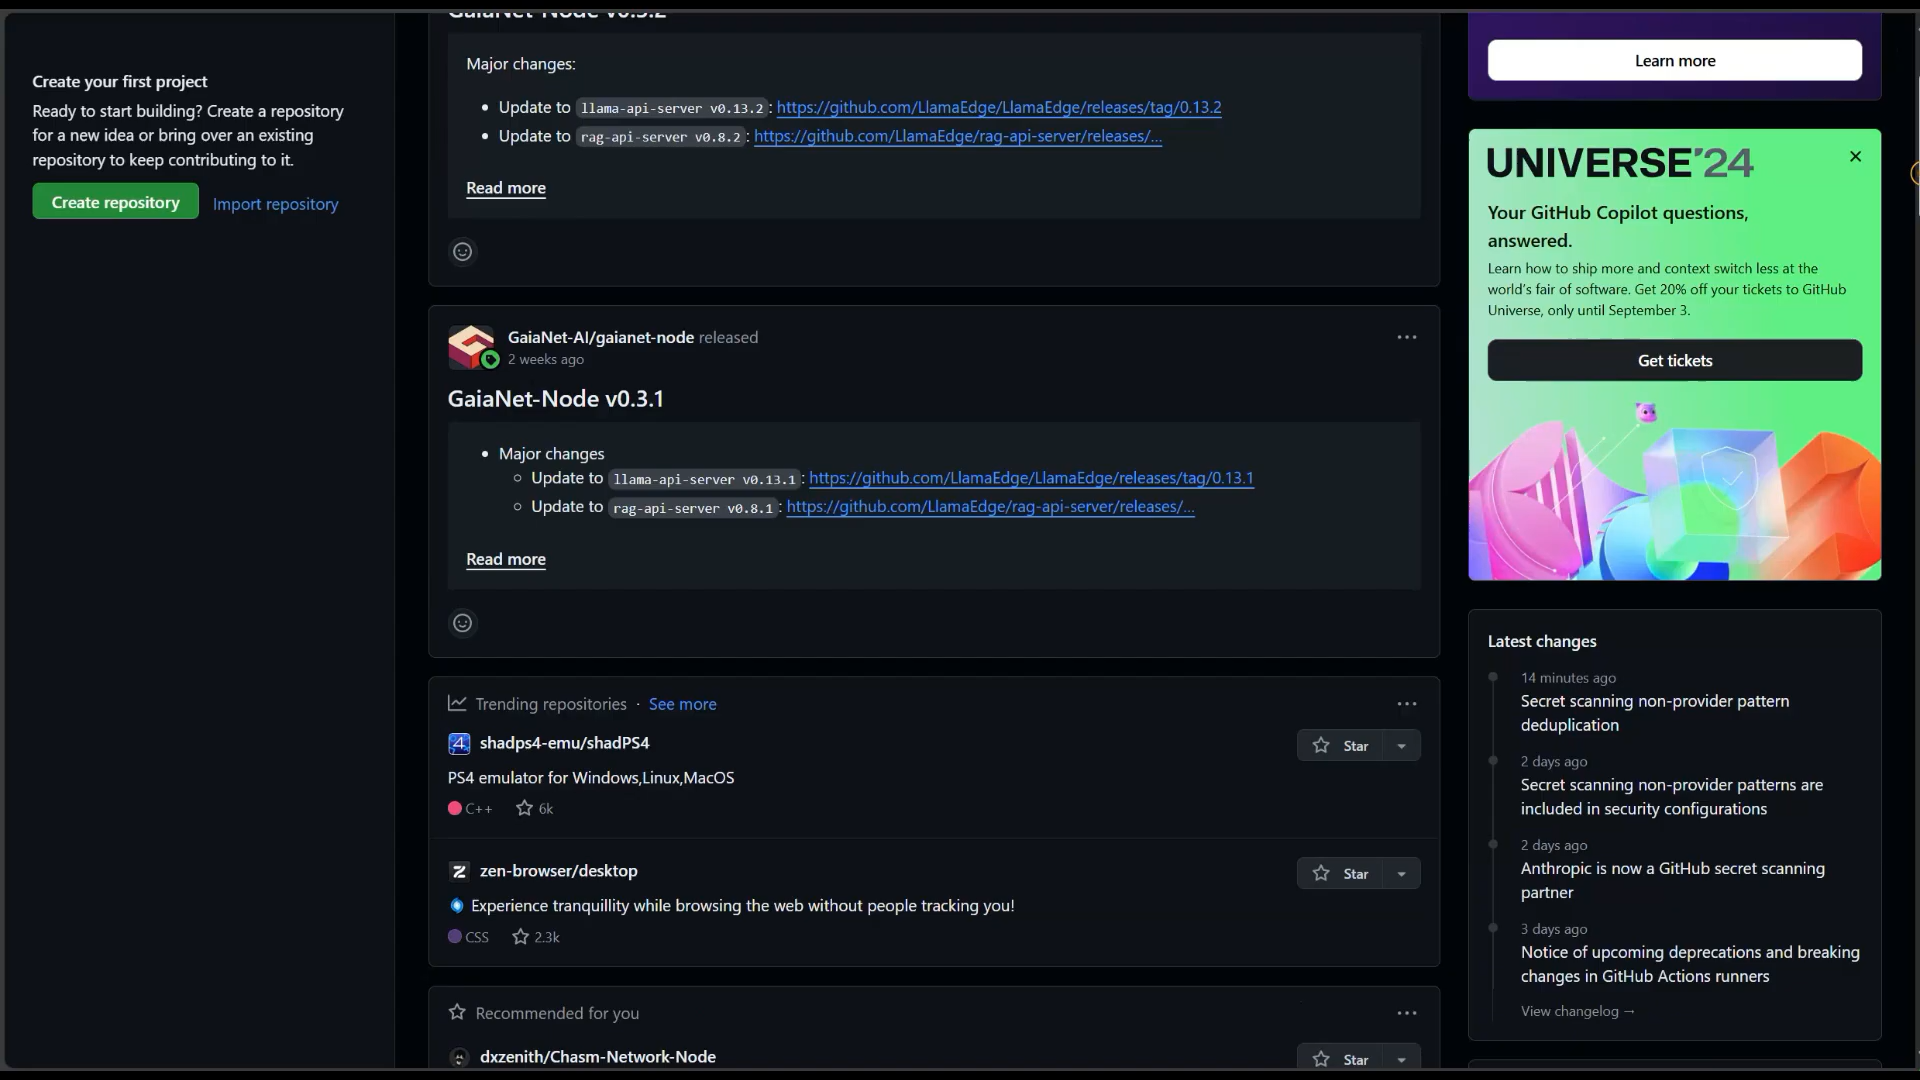 Create your first project
Ready to start building? Create a repository
for a new idea or bring over an existing
repository to keep contributing to it.
Create repository
Import repository
GaiaNet-Node v0.3.2
Major changes:
Update to llama-api-server v0.13.2: https://github.com/LlamaEdge/LlamaEdge/releases/tag/0.13.2
Update to rag-api-server v0.8.2: https://github.com/LlamaEdge/rag-api-server/releases/...
Read more
GaiaNet-AI/gaianet-node released
2 weeks ago
GaiaNet-Node v0.3.1
Major changes
Update to llama-api-server v0.13.1: https://github.com/LlamaEdge/LlamaEdge/releases/tag/0.13.1
Update to rag-api-server v0.8.1: https://github.com/LlamaEdge/rag-api-server/releases/...
Read more
Trending repositories · See more
shadps4-emu/shadPS4
Star
PS4 emulator for Windows,Linux,MacOS
C++ 6k
zen-browser/desktop
Star
Experience tranquillity while browsing the web without people tracking you!
CSS 2.3k
Recommended for you
dxzenith/Chasm-Network-Node
Star
Learn more
UNIVERSE'24
Your GitHub Copilot questions,
answered.
Learn how to ship more and context switch less at the
world's fair of software. Get 20% off your tickets to GitHub
Universe, only until September 3.
Get tickets
Latest changes
14 minutes ago
Secret scanning non-provider pattern
deduplication
2 days ago
Secret scanning non-provider patterns are
included in security configurations
2 days ago
Anthropic is now a GitHub secret scanning
partner
3 days ago
Notice of upcoming deprecations and breaking
changes in GitHub Actions runners
View changelog →